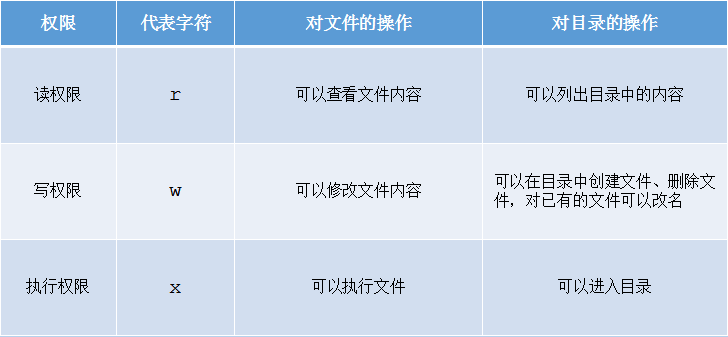 权限 代表字符 对文件的操作 对目录的操作
读权限 r 可以查看文件内容 可以列出目录中的内容
写权限 w 可以修改文件内容 可以在目录中创建文件、删除文
件，对已有的文件可以改名
执行权限 x 可以执行文件 可以进入目录